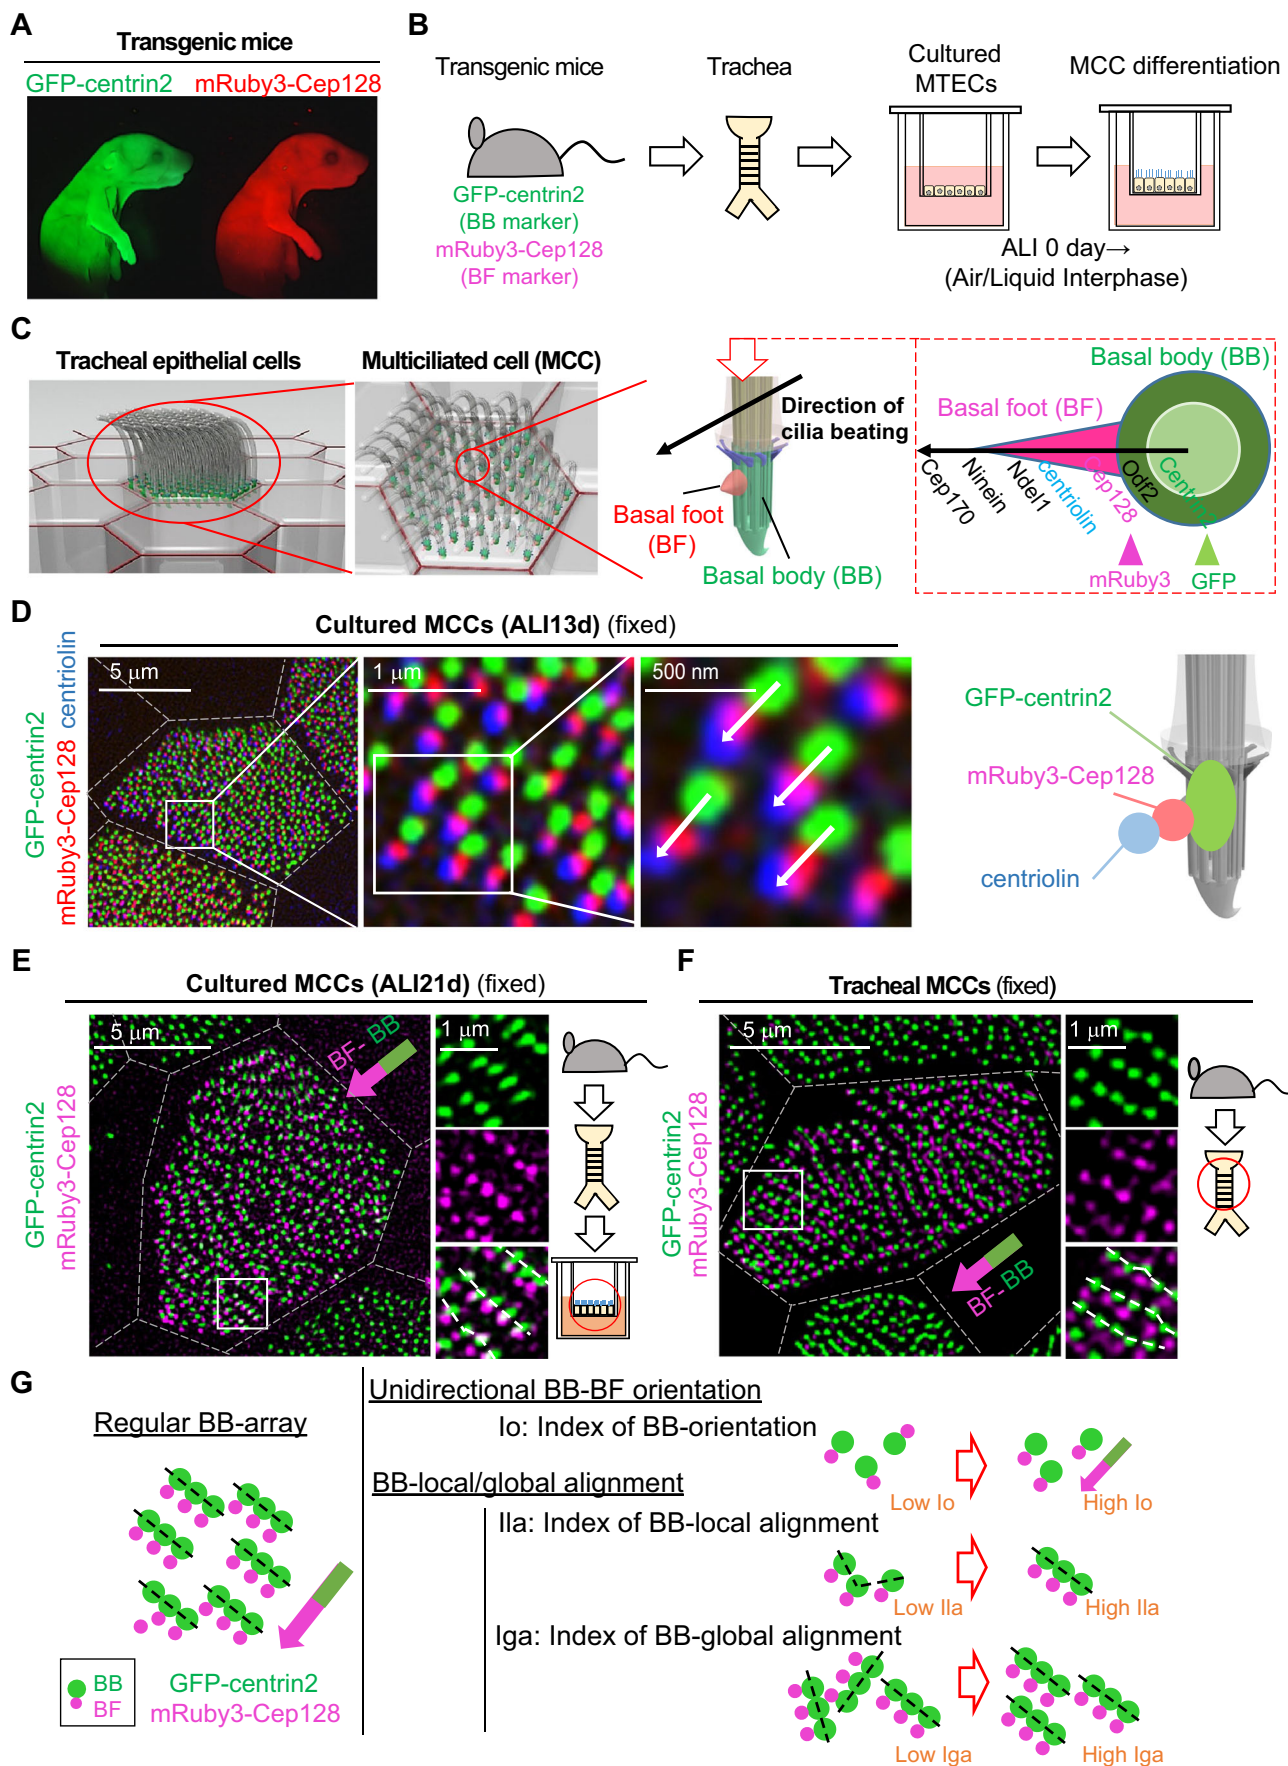 A
Transgenic mice
GFP-centrin2 mRuby3-Cep128
B
Transgenic mice
Trachea
Cultured
MTECs
MCC differentiation
GFP-centrin2
(BB marker)
mRuby3-Cep128
(BF marker)
ALI 0 day→
(Air/Liquid Interphase)
C
Tracheal epithelial cells
Multiciliated cell (MCC)
Direction of
cilia beating
Basal foot
(BF)
Basal body (BB)
Basal body (BB)
Basal foot (BF)
Cep170
Ninein
Ndel1
centriolin
Cep128
Odf2
Centrin2
mRuby3
GFP
D
Cultured MCCs (ALI13d) (fixed)
GFP-centrin2
mRuby3-Cep128 centriolin
5 μm
1 μm
500 nm
GFP-centrin2
mRuby3-Cep128
centriolin
E
Cultured MCCs (ALI21d) (fixed)
GFP-centrin2
mRuby3-Cep128
5 μm
BF-BB
1 μm
F
Tracheal MCCs (fixed)
GFP-centrin2
mRuby3-Cep128
5 μm
BF-BB
1 μm
G
Regular BB-array
BB
BF
GFP-centrin2
mRuby3-Cep128
Unidirectional BB-BF orientation
Io: Index of BB-orientation
Low Io
High Io
BB-local/global alignment
Ila: Index of BB-local alignment
Low Ila
High Ila
Iga: Index of BB-global alignment
Low Iga
High Iga